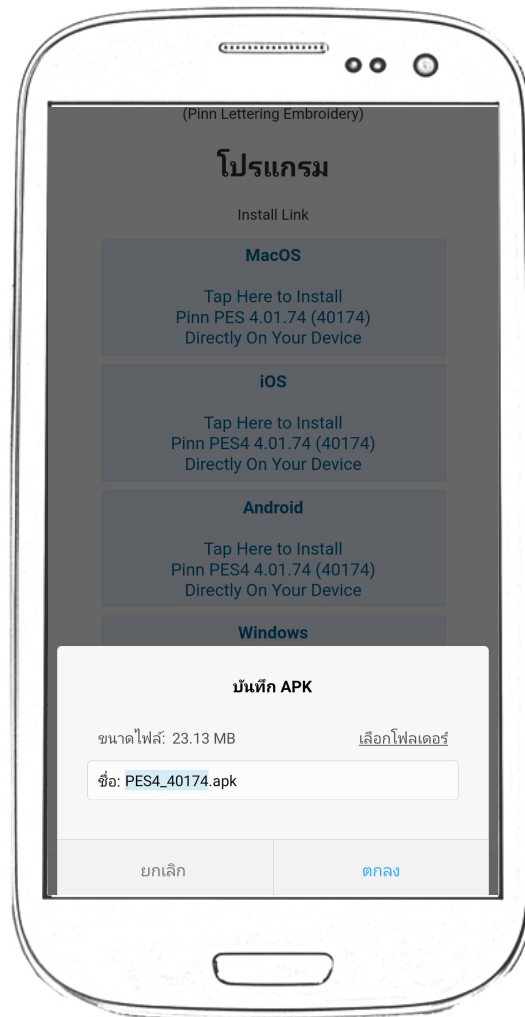 (Pinn Lettering Embroidery)
โปรแกรม
Install Link
MacOS
Tap Here to Install
Pinn PES 4.01.74 (40174)
Directly On Your Device
iOS
Tap Here to Install
Pinn PES4 4.01.74 (40174)
Directly On Your Device
Android
Tap Here to Install
Pinn PES4 4.01.74 (40174)
Directly On Your Device
Windows
บันทึก APK
ขนาดไฟล์: 23.13 MB เลือกโฟลเดอร์
ชื่อ: PES4_40174.apk
ยกเลิก ตกลง